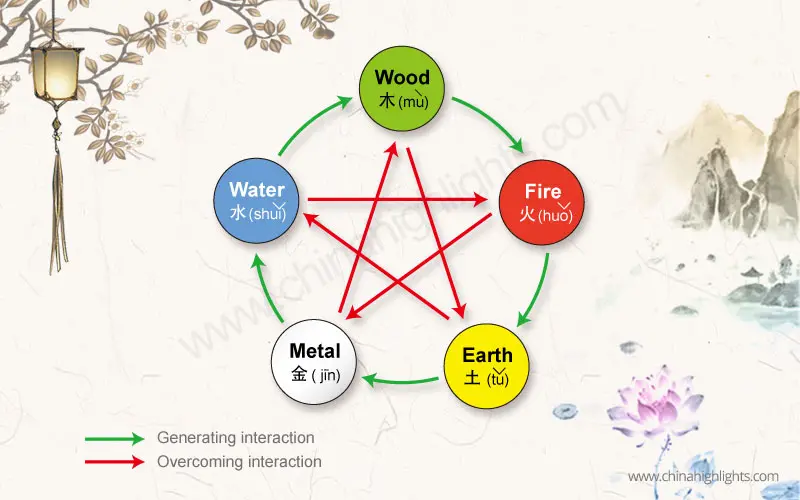 Wood
木 (mù)
Water
水 (shuǐ)
Fire
火 (huǒ)
Metal
金 ( jīn)
Earth
土 (tǔ)
www.chinahighlights.com
Generating interaction
Overcoming interaction
www.chinahighlights.com